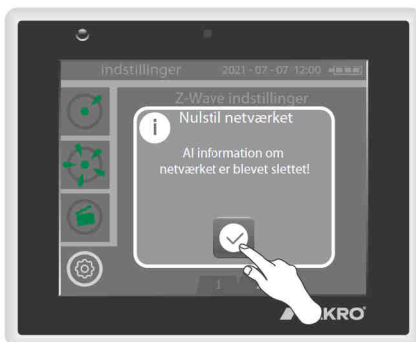 indstillinger 2021-07-07 12:00
Z-Wave indstillinger
Nulstil netværket
i
Al information om
netværket er blevet slettet!
1
KRO